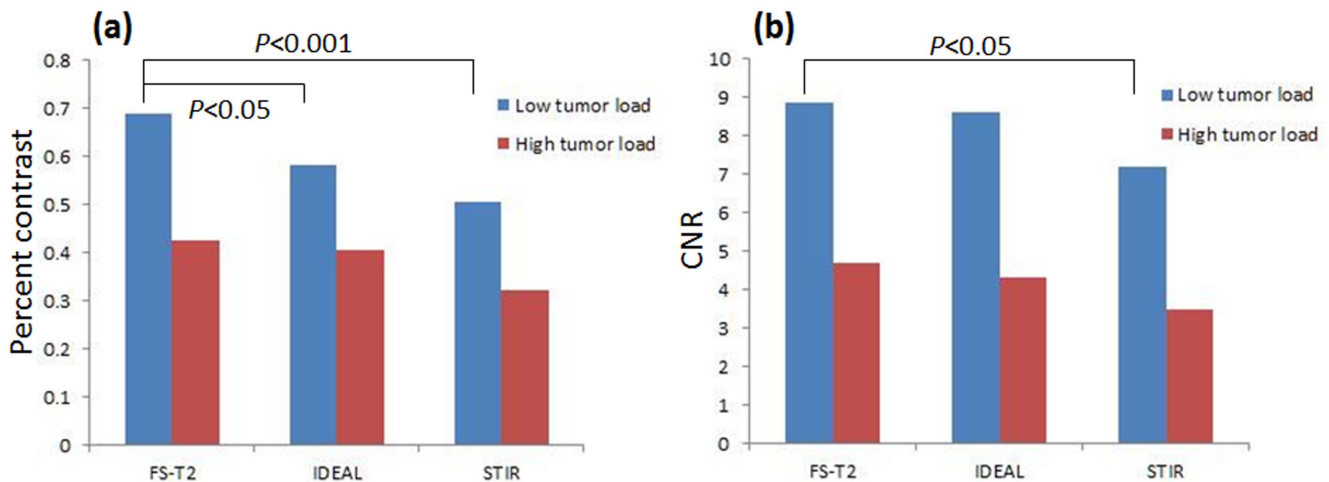 (a)
P<0.001
P<0.05
Percent contrast
0.8
0.7
0.6
0.5
0.4
0.3
0.2
0.1
0
Low tumor load
High tumor load
FS-T2 IDEAL STIR
(b)
P<0.05
CNR
10
9
8
7
6
5
4
3
2
1
0
Low tumor load
High tumor load
FS-T2 IDEAL STIR